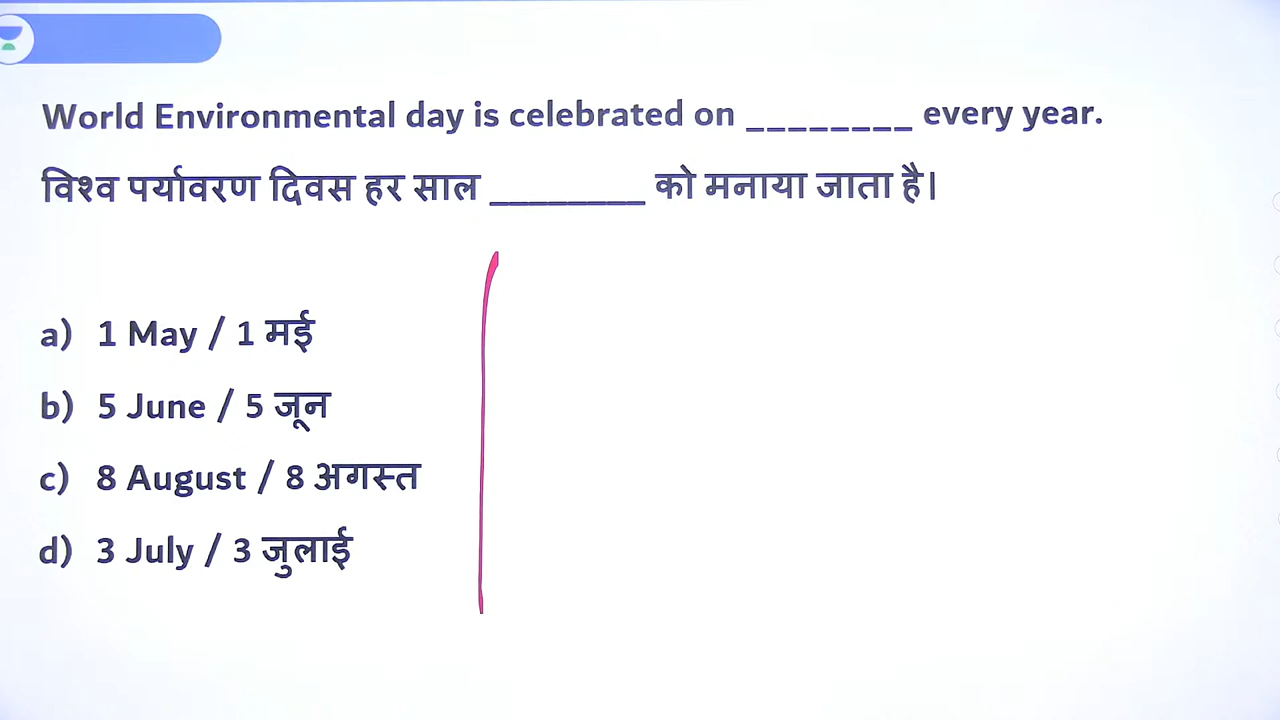 World Environmental day is celebrated on ________ every year.
विश्व पर्यावरण दिवस हर साल ________ को मनाया जाता है।
a) 1 May / 1 मई
b) 5 June / 5 जून
c) 8 August / 8 अगस्त
d) 3 July / 3 जुलाई